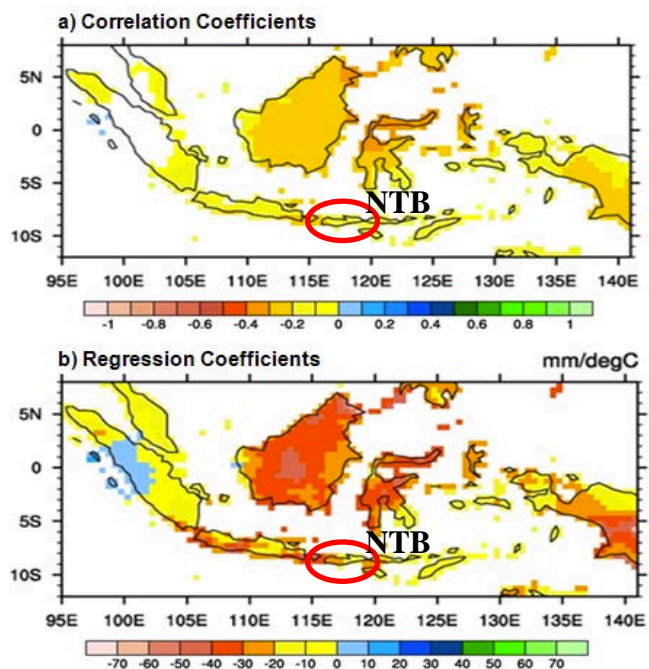 a) Correlation Coefficients
5N
0
5S
10S
NTB
95E 100E 105E 110E 115E 120E 125E 130E 135E 140E
-1 -0.8 -0.6 -0.4 -0.2 0 0.2 0.4 0.6 0.8 1
b) Regression Coefficients mm/degC
5N
0
5S
10S
NTB
95E 100E 105E 110E 115E 120E 125E 130E 135E 140E
-70 -60 -50 -40 -30 -20 -10 0 10 20 30 40 50 60 70